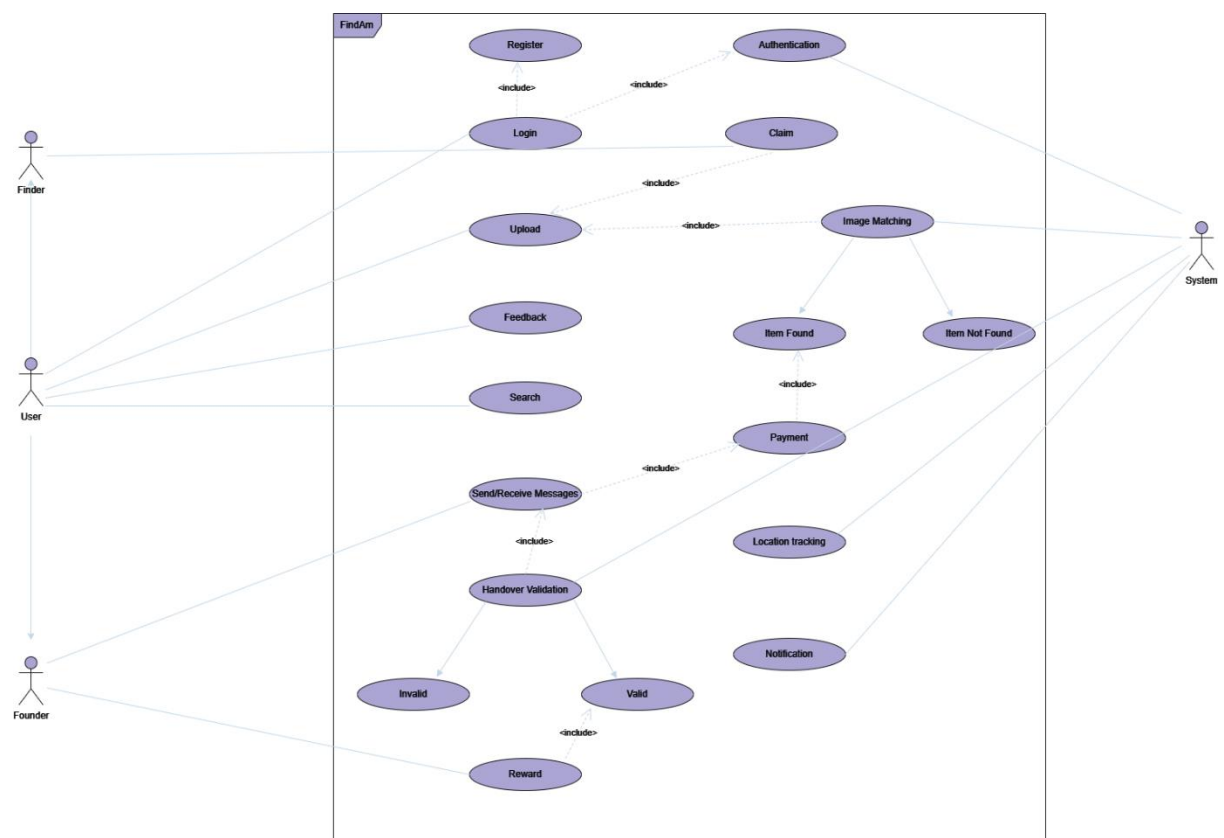 FindAm
Register
Authentication
<include>
<include>
Login
Claim
Finder
<include>
Upload
<include>
Image Matching
System
Feedback
Item Found
Item Not Found
<include>
User
Search
Payment
<include>
Send/Receive Messages
<include>
Location tracking
Handover Validation
Notification
Founder
Invalid
Valid
<include>
Reward